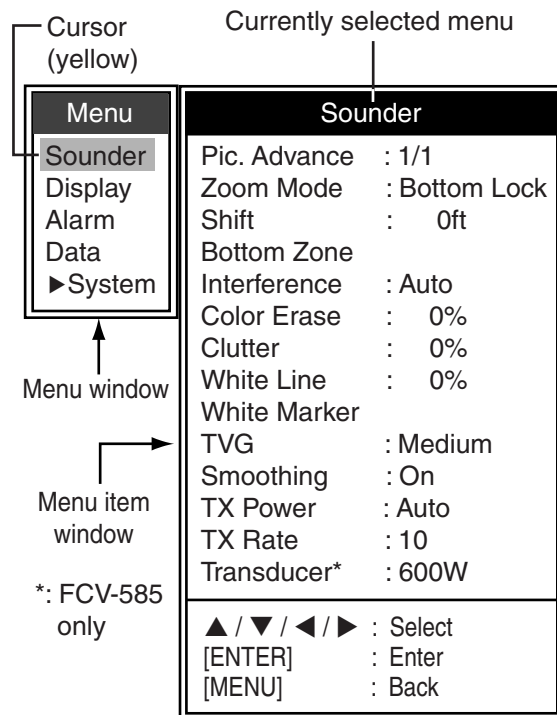 Cursor
(yellow)
Currently selected menu
Menu
Sounder
Display
Alarm
Data
▶System
Menu window
Menu item
window
*: FCV-585
only
Sounder
Pic. Advance : 1/1
Zoom Mode : Bottom Lock
Shift : 0ft
Bottom Zone
Interference : Auto
Color Erase : 0%
Clutter : 0%
White Line : 0%
White Marker
TVG : Medium
Smoothing : On
TX Power : Auto
TX Rate : 10
Transducer* : 600W
▲ / ▼ / ◀ / ▶ : Select
[ENTER] : Enter
[MENU] : Back